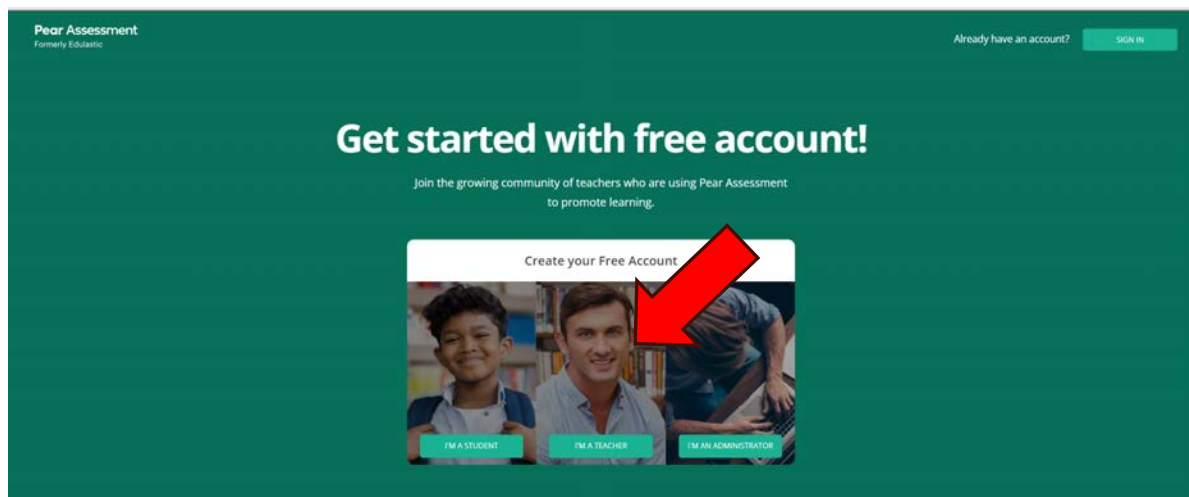 Pear Assessment
Formerly Edulastic
Already have an account?
SIGN IN
Get started with free account!
Join the growing community of teachers who are using Pear Assessment
to promote learning.
Create your Free Account
I'M A STUDENT
I'M A TEACHER
I'M AN ADMINISTRATOR